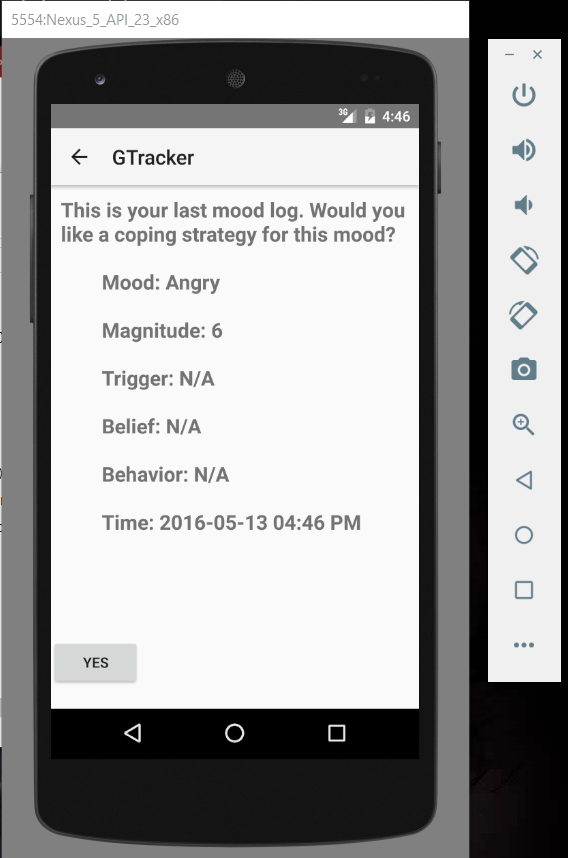 5554:Nexus_5_API_23_x86
3G 4:46
GTracker
This is your last mood log. Would you
like a coping strategy for this mood?
Mood: Angry
Magnitude: 6
Trigger: N/A
Belief: N/A
Behavior: N/A
Time: 2016-05-13 04:46 PM
YES